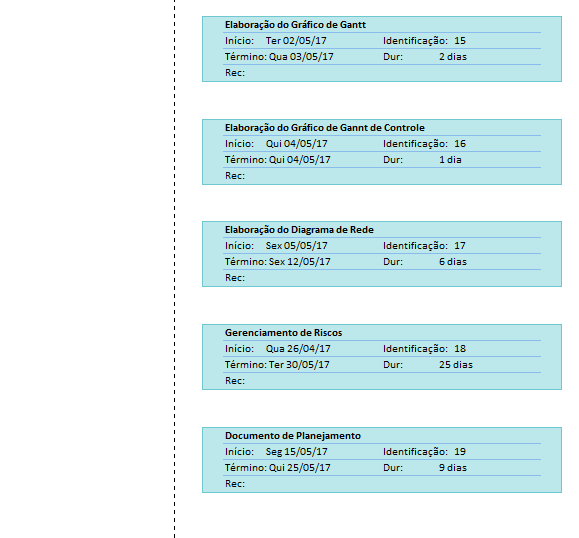 Elaboração do Gráfico de Gantt
Início: Ter 02/05/17 Identificação: 15
Término: Qua 03/05/17 Dur: 2 dias
Rec:
Elaboração do Gráfico de Gannt de Controle
Início: Qui 04/05/17 Identificação: 16
Término: Qui 04/05/17 Dur: 1 dia
Rec:
Elaboração do Diagrama de Rede
Início: Sex 05/05/17 Identificação: 17
Término: Sex 12/05/17 Dur: 6 dias
Rec:
Gerenciamento de Riscos
Início: Qua 26/04/17 Identificação: 18
Término: Ter 30/05/17 Dur: 25 dias
Rec:
Documento de Planejamento
Início: Seg 15/05/17 Identificação: 19
Término: Qui 25/05/17 Dur: 9 dias
Rec: